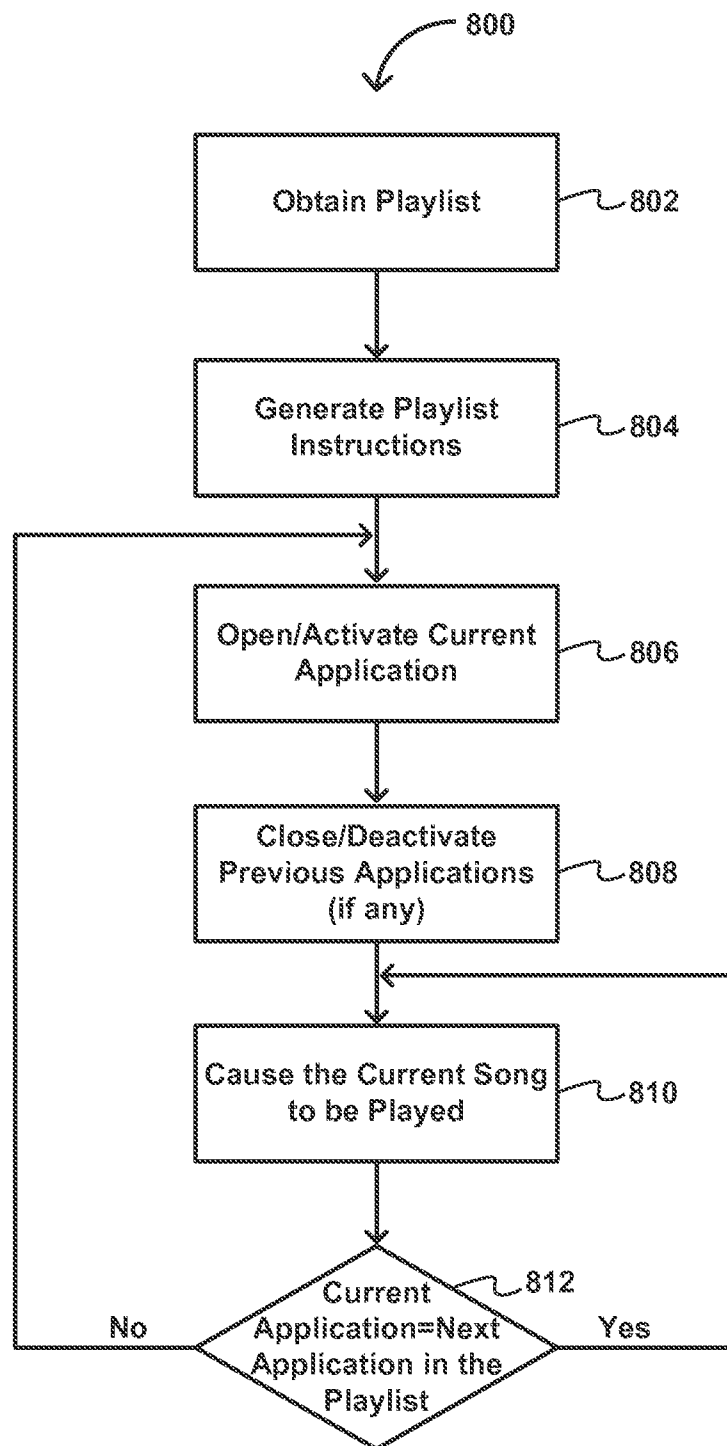 800
Obtain Playlist
802
Generate Playlist
Instructions
804
Open/Activate Current
Application
806
Close/Deactivate
Previous Applications
(if any)
808
Cause the Current Song
to be Played
810
812
Current
Application=Next
Application in the
Playlist
No
Yes